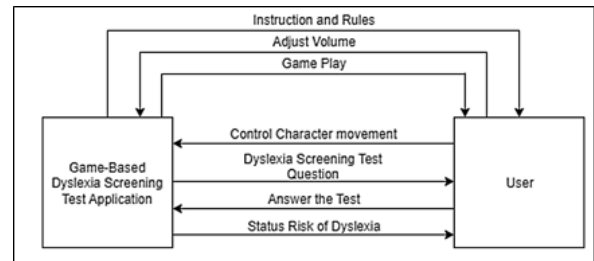 Instruction and Rules
Adjust Volume
Game Play
Control Character movement
Dyslexia Screening Test
Question
Answer the Test
Status Risk of Dyslexia
Game-Based
Dyslexia Screening
Test Application
User